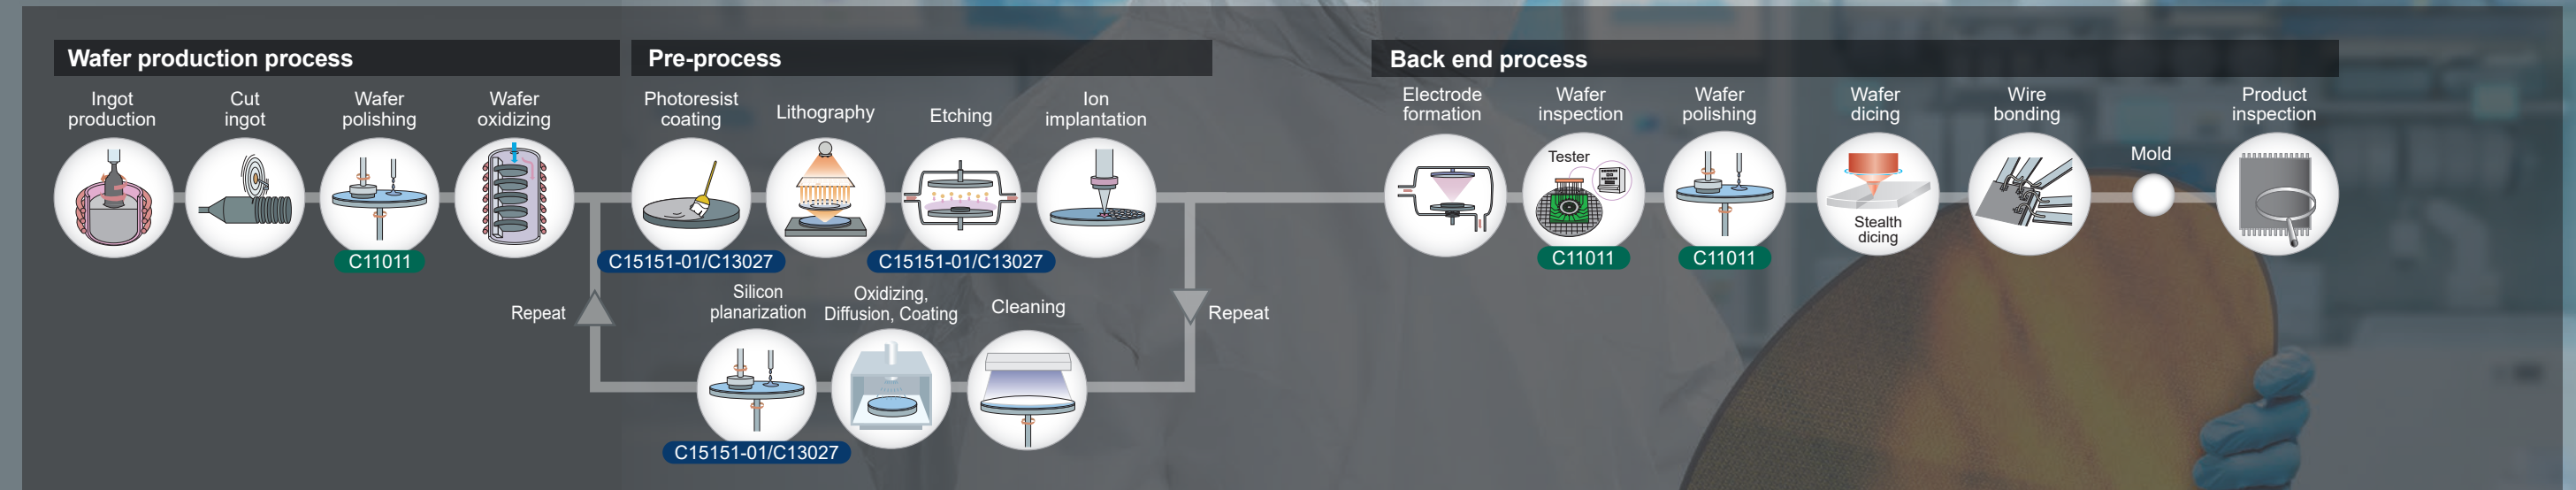 Wafer production process
Pre-process
Back end process
Ingot
production
Cut
ingot
Wafer
polishing
Wafer
oxidizing
Photoresist
coating
Lithography
Etching
Ion
implantation
Electrode
formation
Wafer
inspection
Wafer
polishing
Wafer
dicing
Wire
bonding
Mold
Product
inspection
Tester
Stealth
dicing
C11011
C15151-01/C13027
C15151-01/C13027
C11011
C11011
Repeat
Silicon
planarization
Oxidizing,
Diffusion, Coating
Cleaning
Repeat
C15151-01/C13027